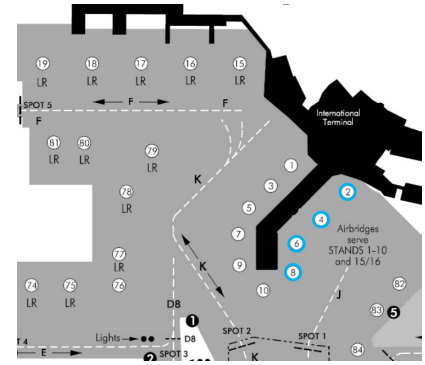 19 18 17 16 15
LR LR LR LR LR
SPOT 5
F F
F
International
Terminal
81 80 79
LR LR LR
1
K
3
2
78
LR
5
4
7
6
Airbridges
serve
STANDS 1-10
and 15/16
77
LR
K
9
8
74 75 76
LR LR
10
J
82
83 5
D8
1
Lights D8
SPOT 2
SPOT 1
T 4
E
2
SPOT 3
K
84